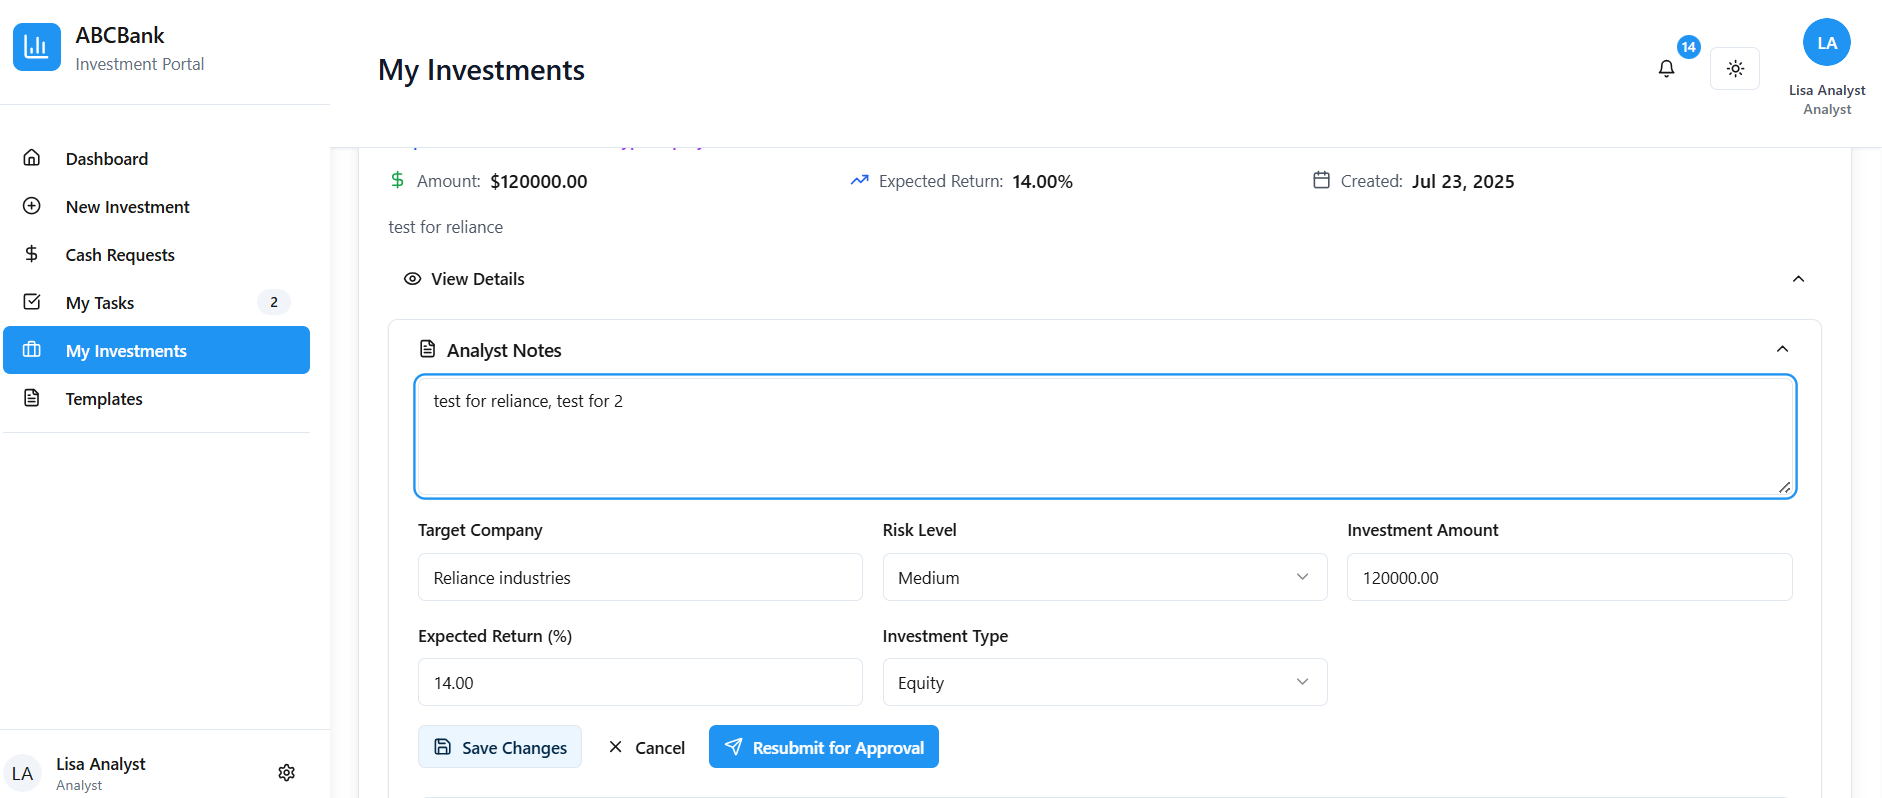 ABCBank
Investment Portal
My Investments
14
LA
Lisa Analyst
Analyst
Dashboard
New Investment
Cash Requests
My Tasks 2
My Investments
Templates
Amount: $120000.00 Expected Return: 14.00% Created: Jul 23, 2025
test for reliance
View Details
Analyst Notes
test for reliance, test for 2
Target Company Risk Level Investment Amount
Reliance industries Medium 120000.00
Expected Return (%) Investment Type
14.00 Equity
Save Changes Cancel Resubmit for Approval
LA Lisa Analyst
Analyst